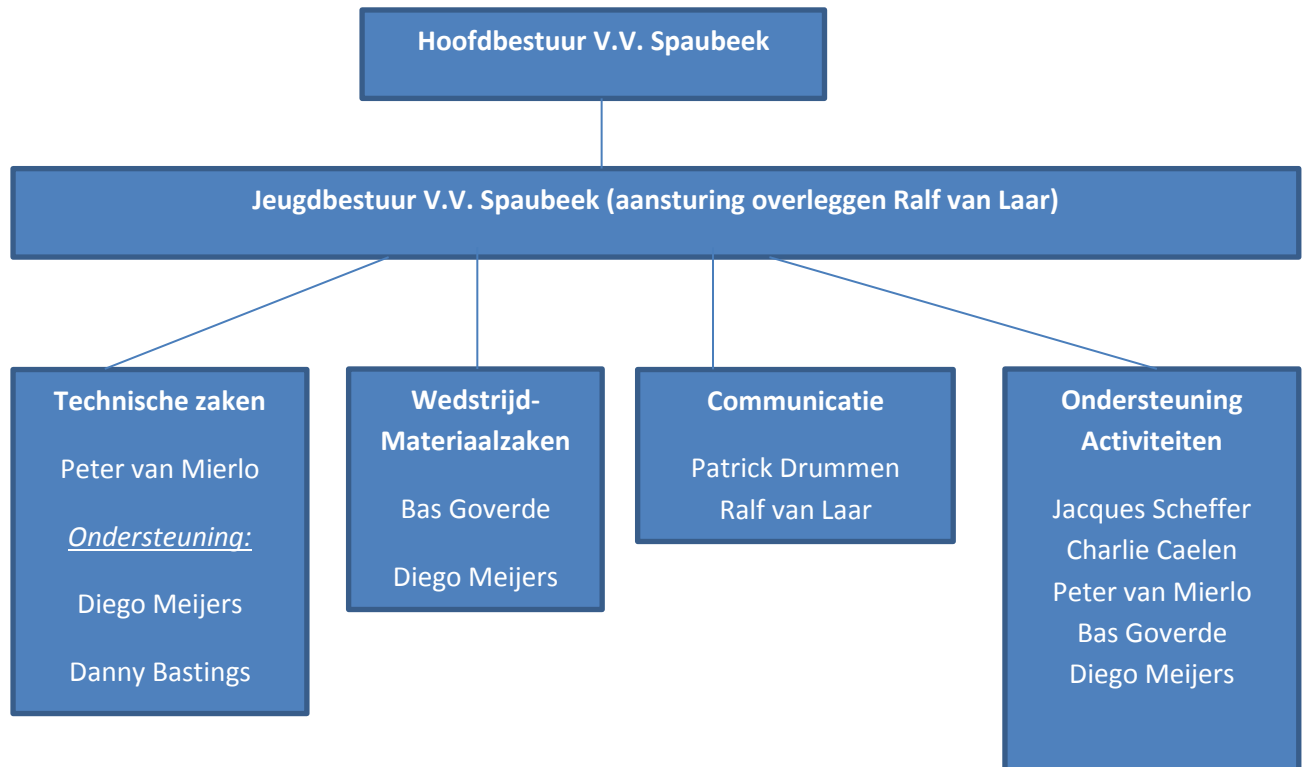 Hoofdbestuur V.V. Spaubeek
Jeugdbestuur V.V. Spaubeek (aansturing overleggen Ralf van Laar)
Technische zaken
Peter van Mierlo
Ondersteuning:
Diego Meijers
Danny Bastings
Wedstrijd-
Materiaalzaken
Bas Goverde
Diego Meijers
Communicatie
Patrick Drummen
Ralf van Laar
Ondersteuning
Activiteiten
Jacques Scheffer
Charlie Caelen
Peter van Mierlo
Bas Goverde
Diego Meijers